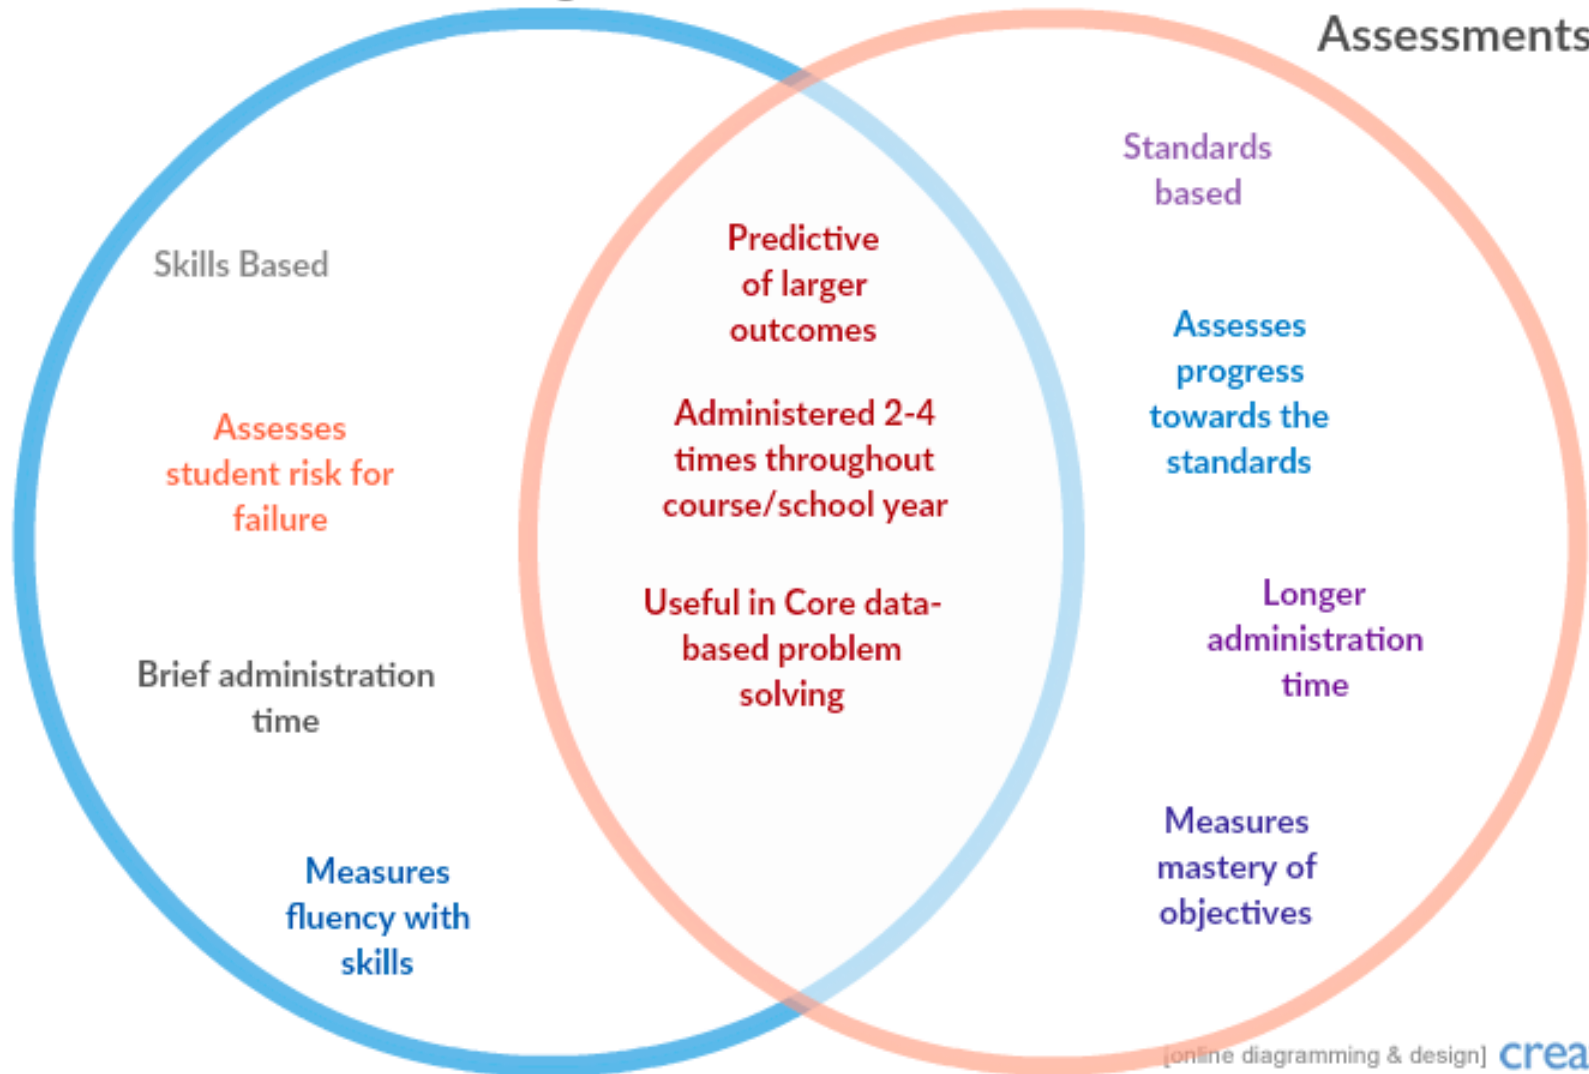 Assessments
Skills Based
Assesses
student risk for
failure
Brief administration
time
Measures
fluency with
skills
Predictive
of larger
outcomes
Administered 2-4
times throughout
course/school year
Useful in Core data-
based problem
solving
Standards
based
Assesses
progress
towards the
standards
Longer
administration
time
Measures
mastery of
objectives
[online diagramming & design] crea